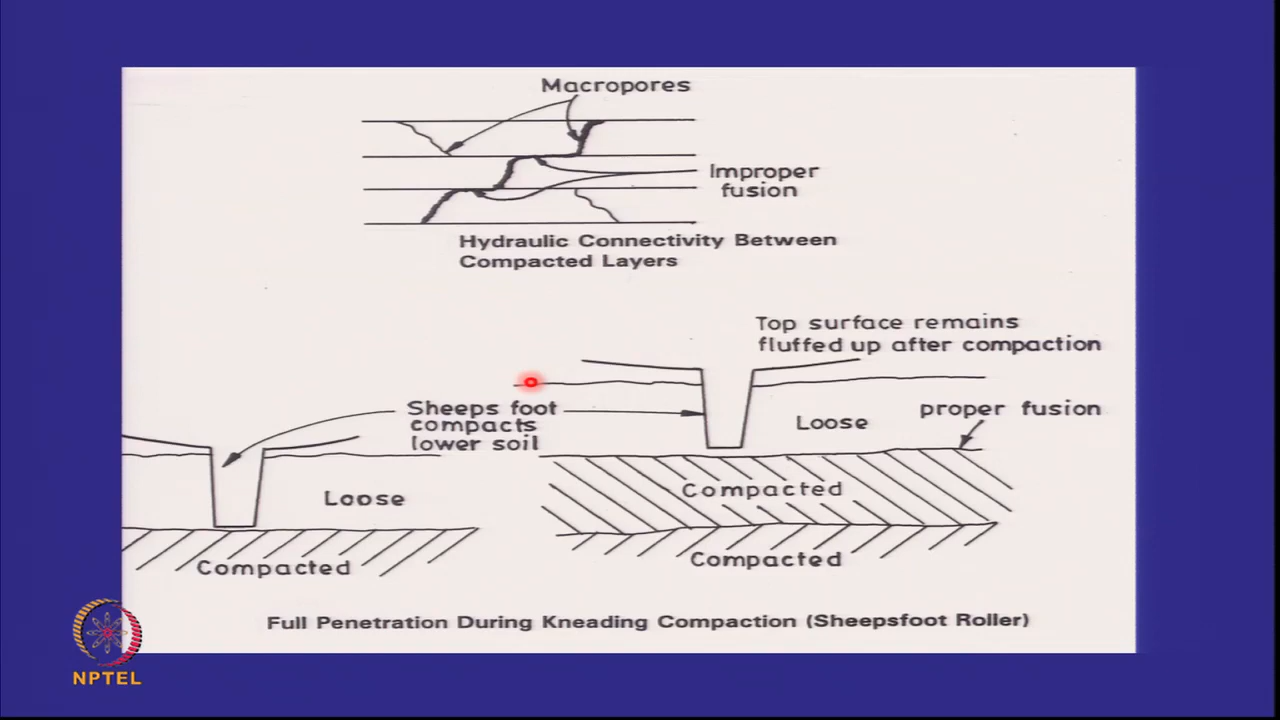 Macropores
Improper
fusion
Hydraulic Connectivity Between
Compacted Layers
Top surface remains
fluffed up after compaction
Sheeps foot
compacts
lower soil
Loose
proper fusion
Loose
Compacted
Compacted
Compacted
Full Penetration During Kneading Compaction (Sheepsfoot Roller)
NPTEL